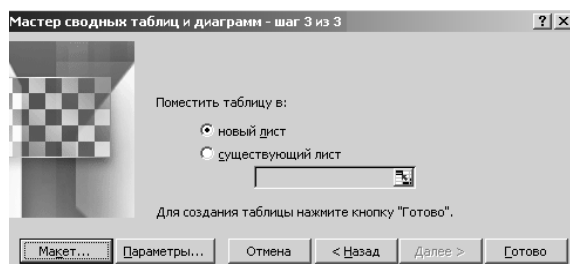 Мастер сводных таблиц и диаграмм - шаг 3 из 3
Поместить таблицу в:
новый лист
существующий лист
Для создания таблицы нажмите кнопку "Готово".
Макет... Параметры... Отмена < Назад Далее > Готово